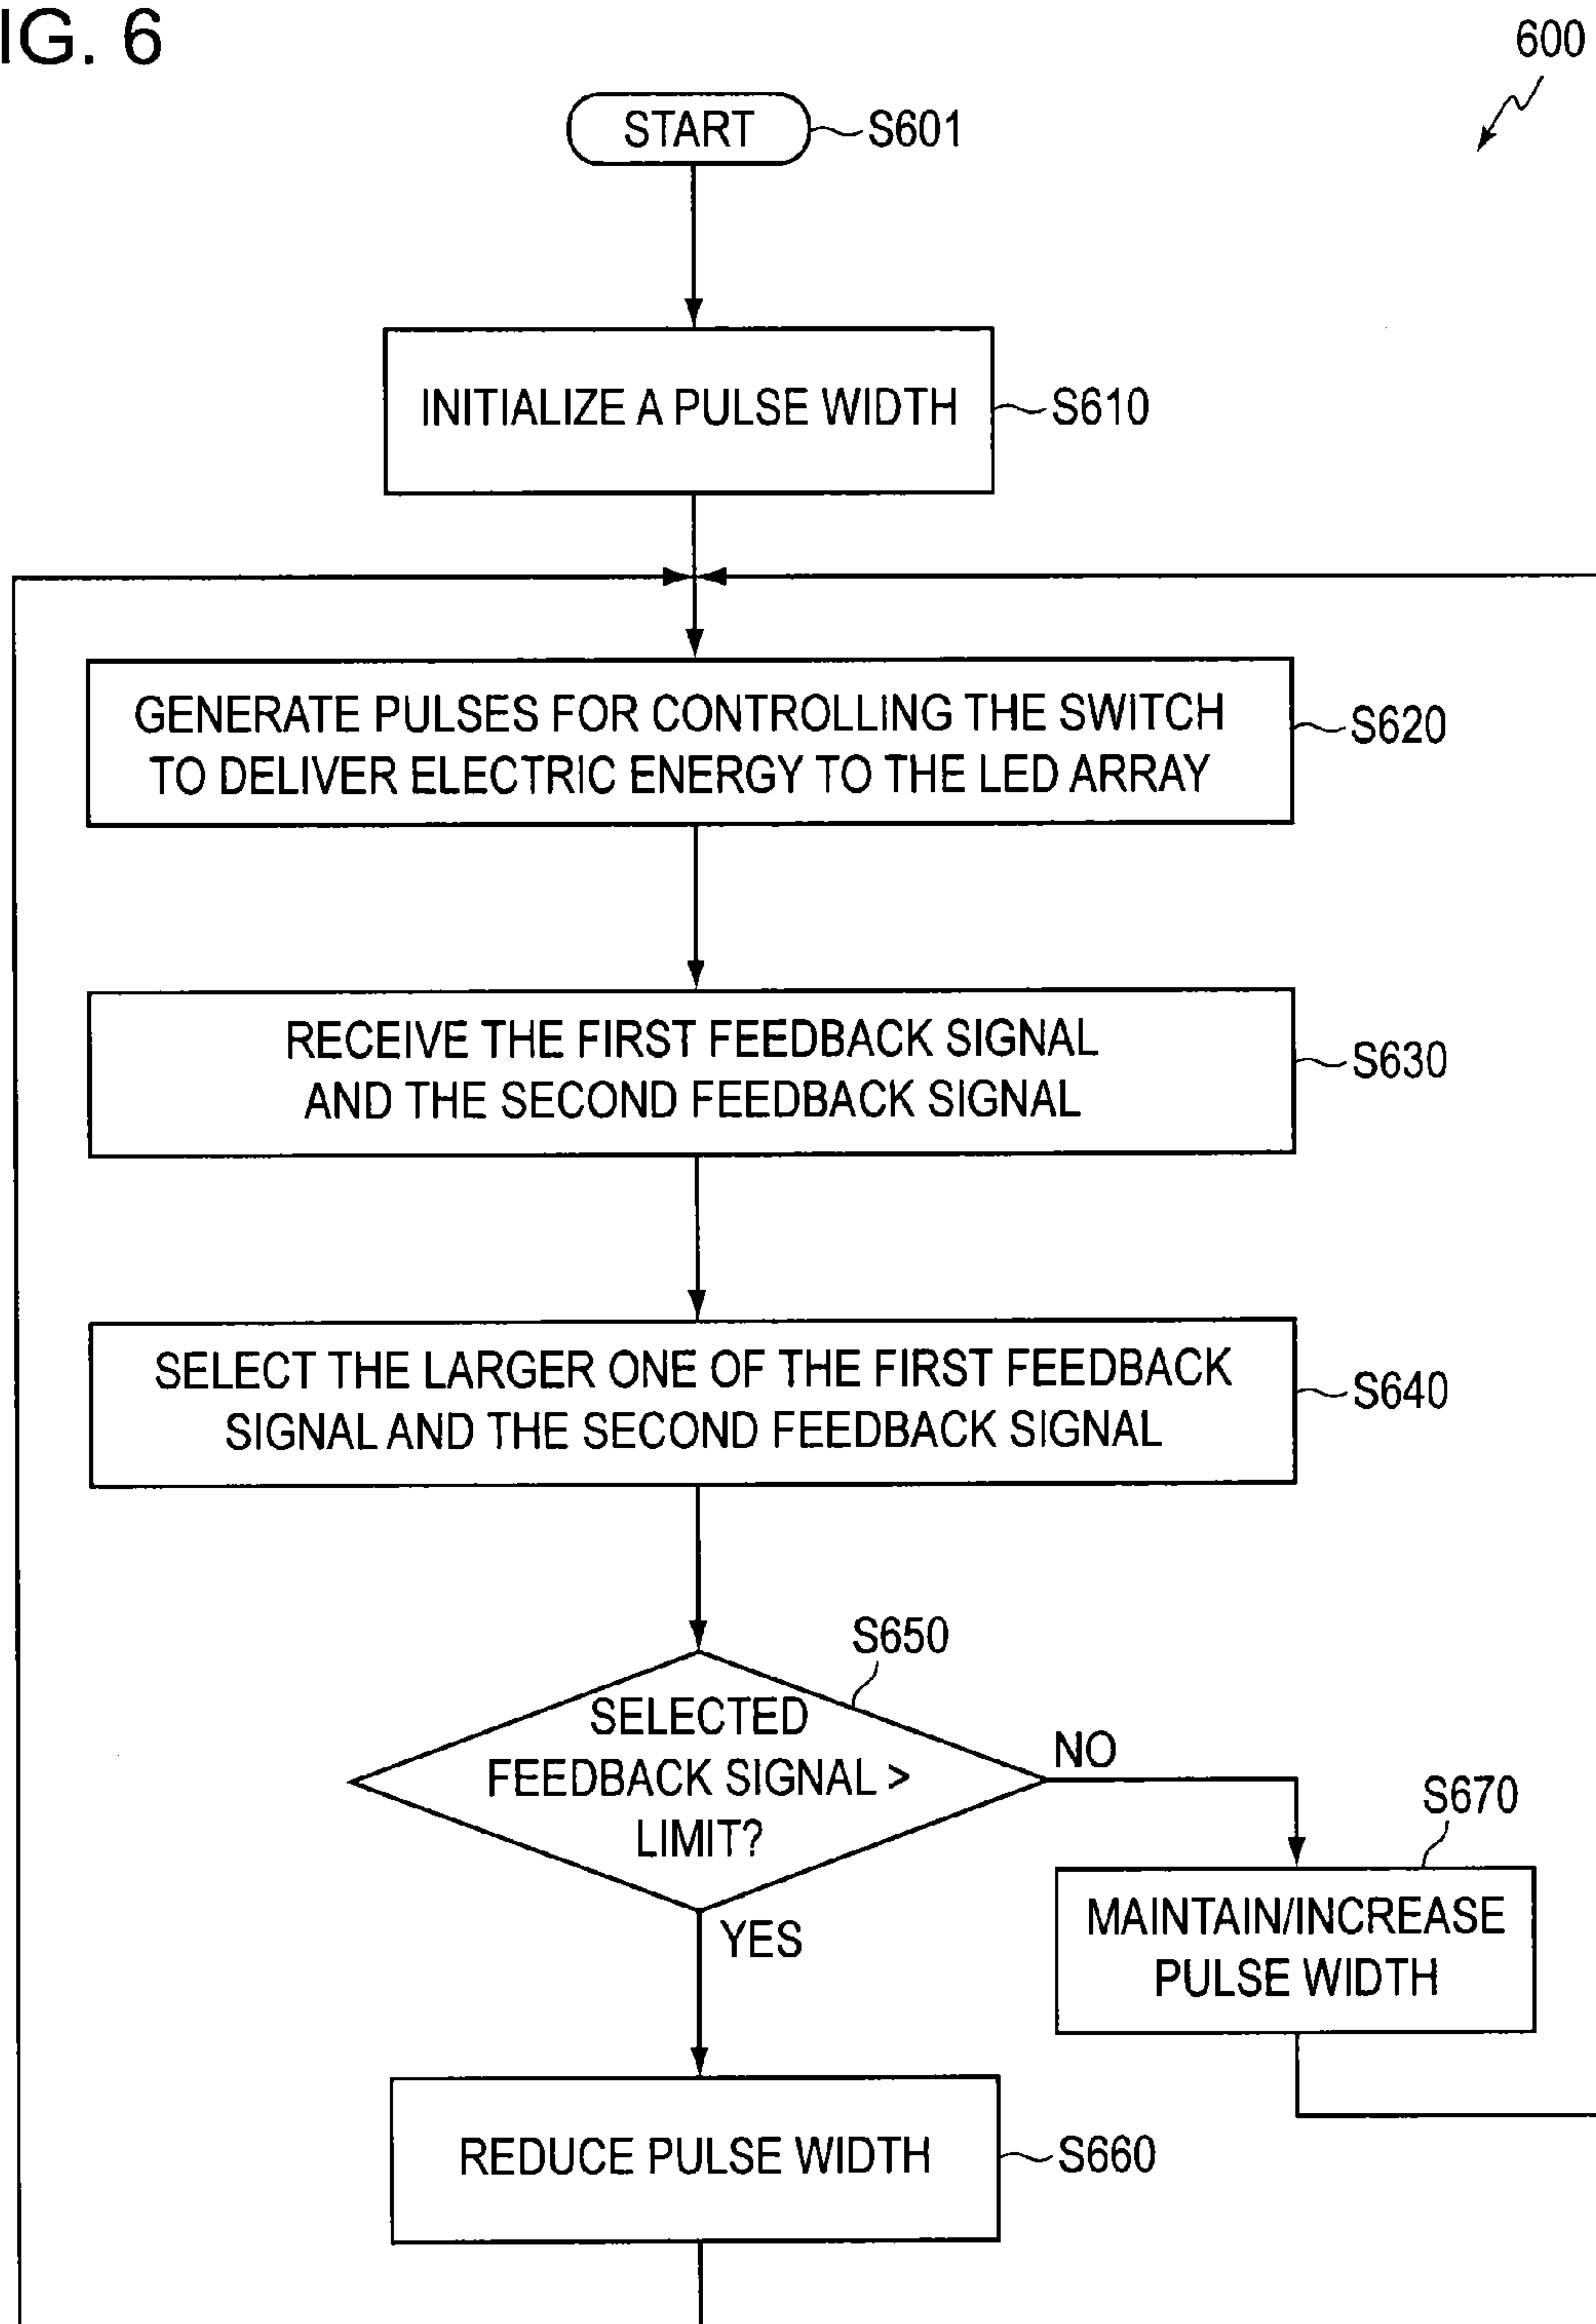 IG. 6
600
START
S601
INITIALIZE A PULSE WIDTH
S610
GENERATE PULSES FOR CONTROLLING THE SWITCH
TO DELIVER ELECTRIC ENERGY TO THE LED ARRAY
S620
RECEIVE THE FIRST FEEDBACK SIGNAL
AND THE SECOND FEEDBACK SIGNAL
S630
SELECT THE LARGER ONE OF THE FIRST FEEDBACK
SIGNAL AND THE SECOND FEEDBACK SIGNAL
S640
S650
SELECTED
FEEDBACK SIGNAL >
LIMIT?
NO
YES
S670
MAINTAIN/INCREASE
PULSE WIDTH
REDUCE PULSE WIDTH
S660